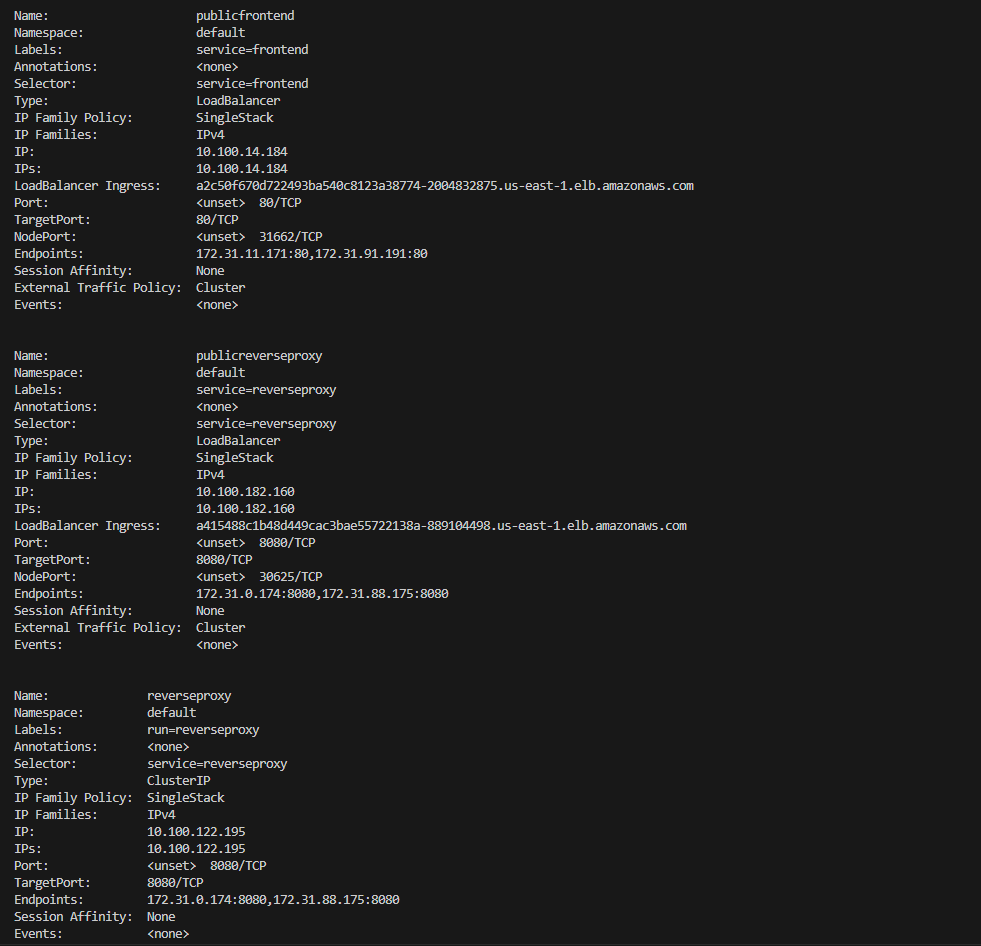 Name:                     publicfrontend
Namespace:                default
Labels:                   service=frontend
Annotations:              <none>
Selector:                 service=frontend
Type:                     LoadBalancer
IP Family Policy:         SingleStack
IP Families:              IPv4
IP:                       10.100.14.184
IPs:                      10.100.14.184
LoadBalancer Ingress:     a2c50f670d722493ba540c8123a38774-2004832875.us-east-1.elb.amazonaws.com
Port:                     <unset>  80/TCP
TargetPort:               80/TCP
NodePort:                 <unset>  31662/TCP
Endpoints:                172.31.11.171:80,172.31.91.191:80
Session Affinity:         None
External Traffic Policy:  Cluster
Events:                   <none>

Name:                     publicreverseproxy
Namespace:                default
Labels:                   service=reverseproxy
Annotations:              <none>
Selector:                 service=reverseproxy
Type:                     LoadBalancer
IP Family Policy:         SingleStack
IP Families:              IPv4
IP:                       10.100.182.160
IPs:                      10.100.182.160
LoadBalancer Ingress:     a415488c1b48d449cac3bae55722138a-889104498.us-east-1.elb.amazonaws.com
Port:                     <unset>  8080/TCP
TargetPort:               8080/TCP
NodePort:                 <unset>  30625/TCP
Endpoints:                172.31.0.174:8080,172.31.88.175:8080
Session Affinity:         None
External Traffic Policy:  Cluster
Events:                   <none>

Name:              reverseproxy
Namespace:         default
Labels:            run=reverseproxy
Annotations:       <none>
Selector:          service=reverseproxy
Type:              ClusterIP
IP Family Policy:  SingleStack
IP Families:       IPv4
IP:                10.100.122.195
IPs:               10.100.122.195
Port:              <unset>  8080/TCP
TargetPort:        8080/TCP
Endpoints:         172.31.0.174:8080,172.31.88.175:8080
Session Affinity:  None
Events:            <none>